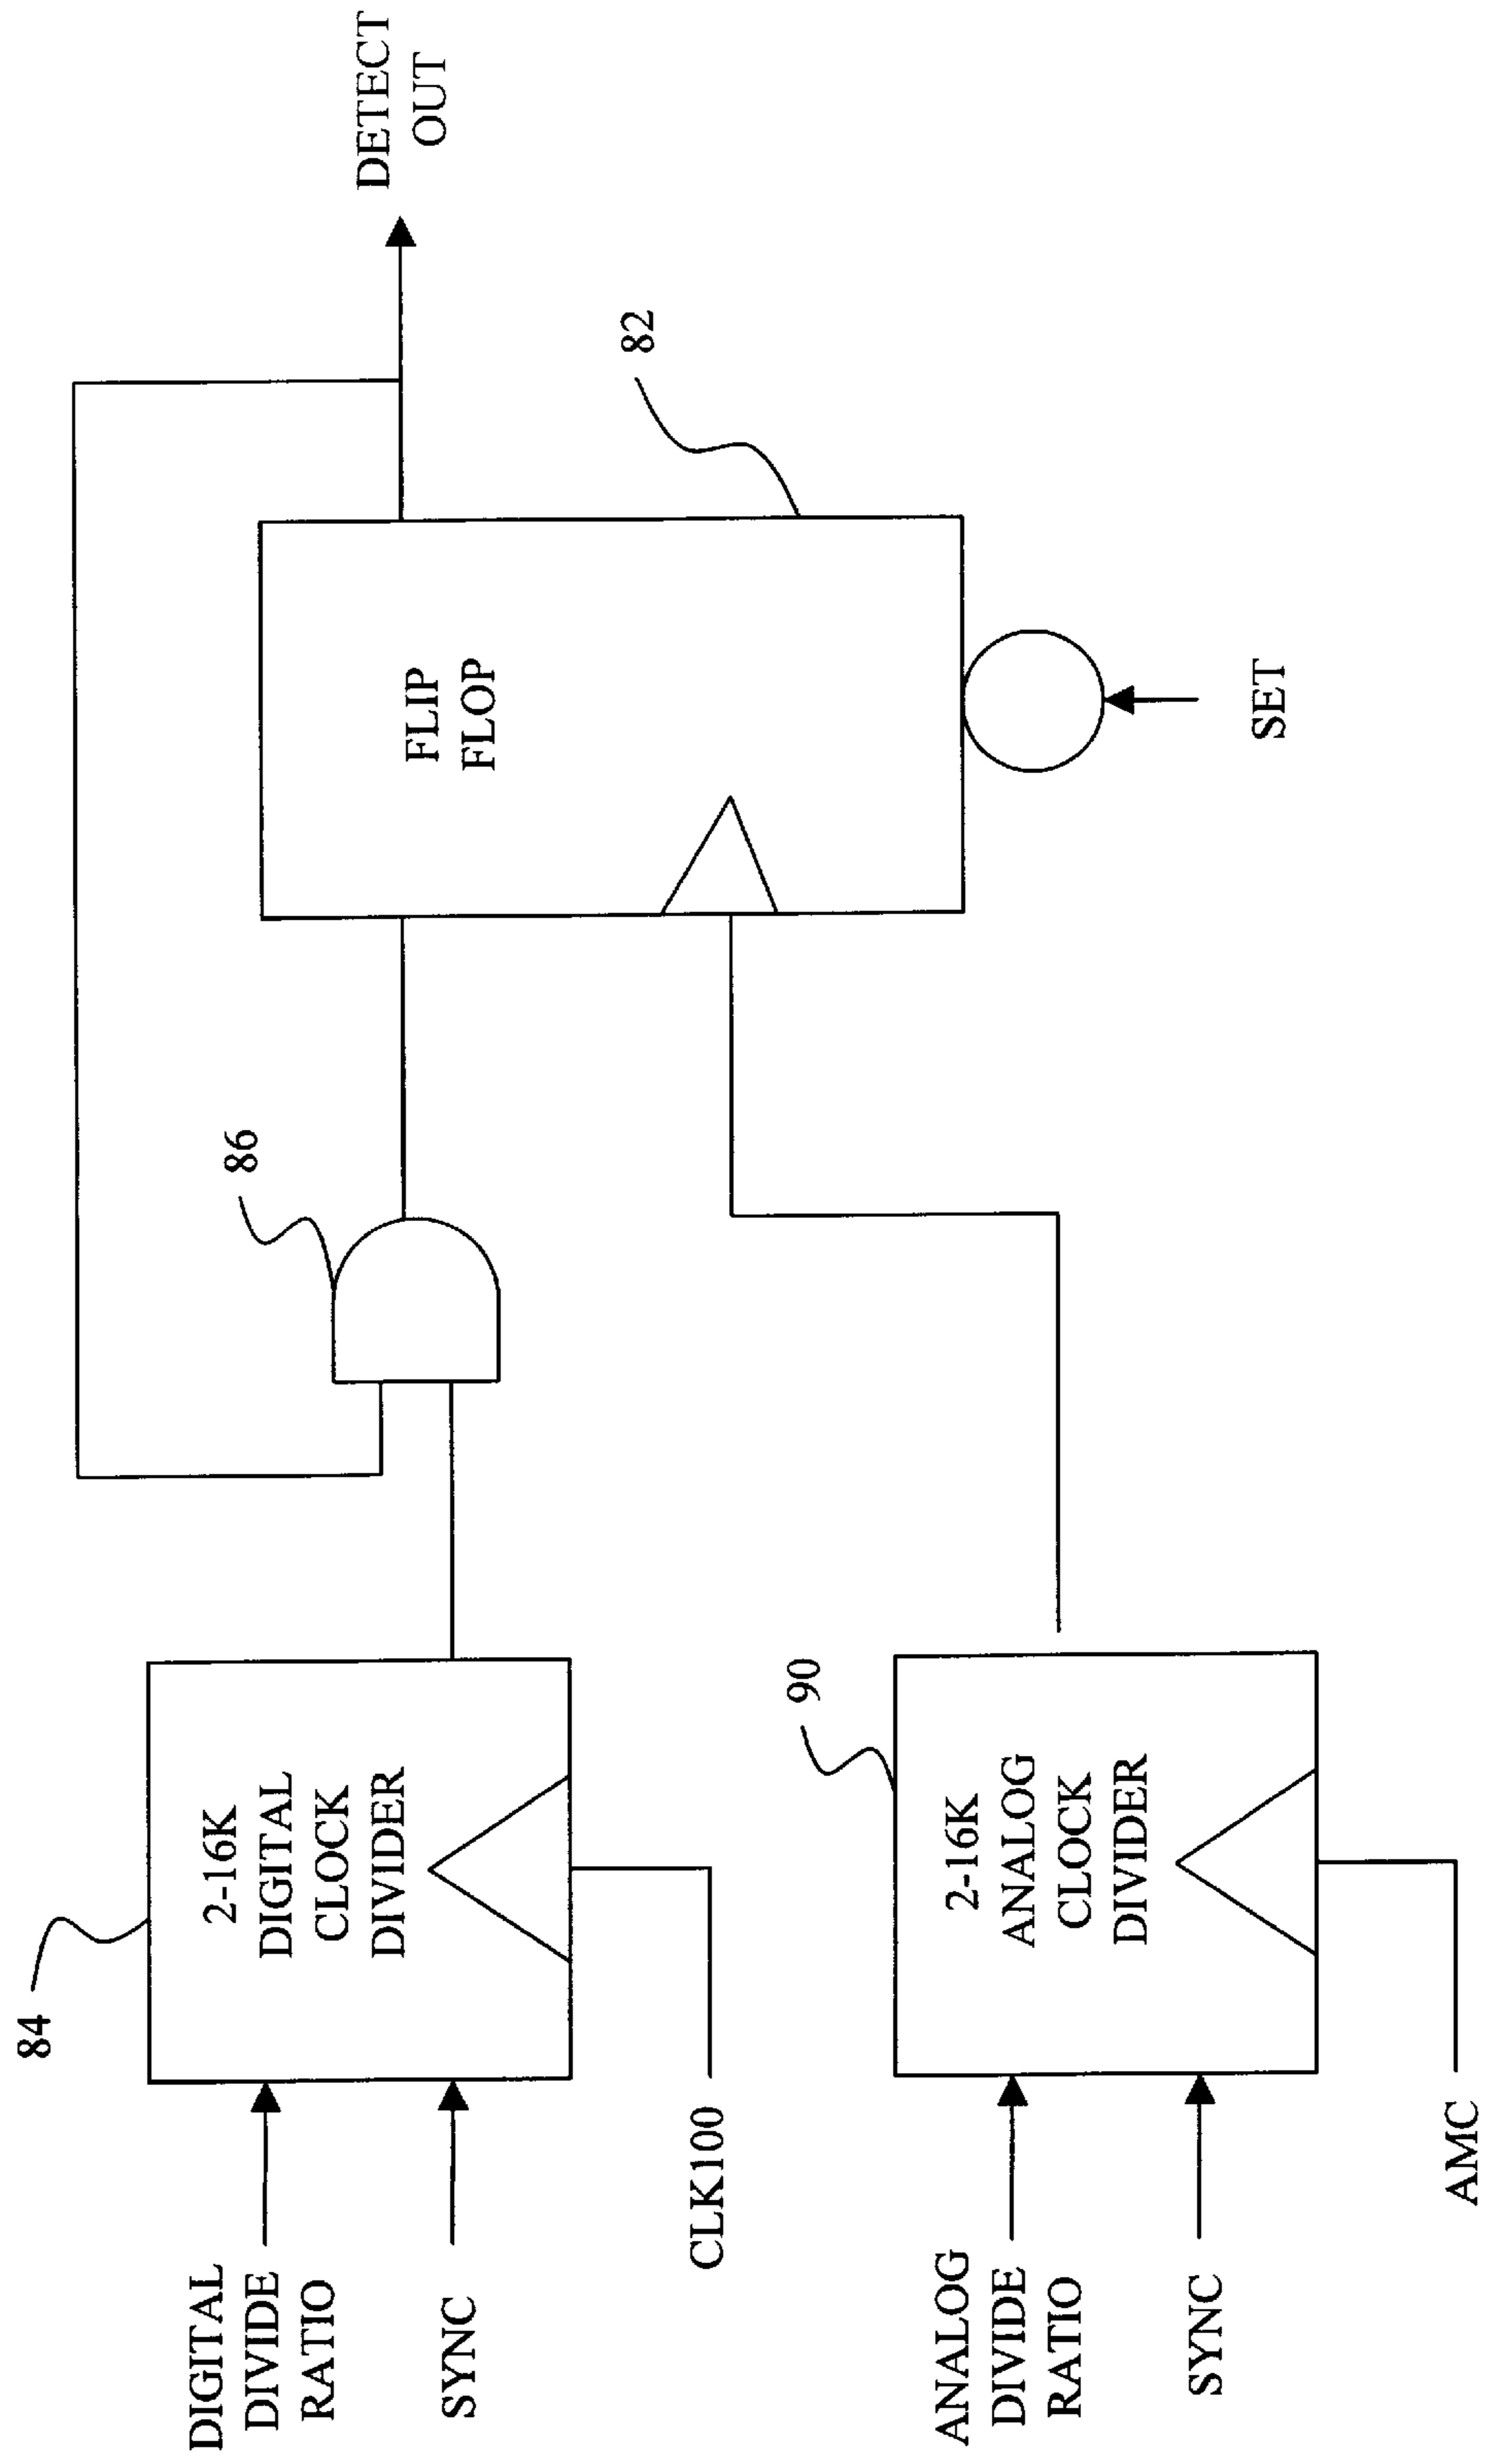 84
2-16K
DIGITAL
CLOCK
DIVIDER
DIGITAL
DIVIDE
RATIO
SYNC
CLK100
86
FLIP
FLOP
82
DETECT
OUT
SET
90
2-16K
ANALOG
CLOCK
DIVIDER
ANALOG
DIVIDE
RATIO
SYNC
AMC